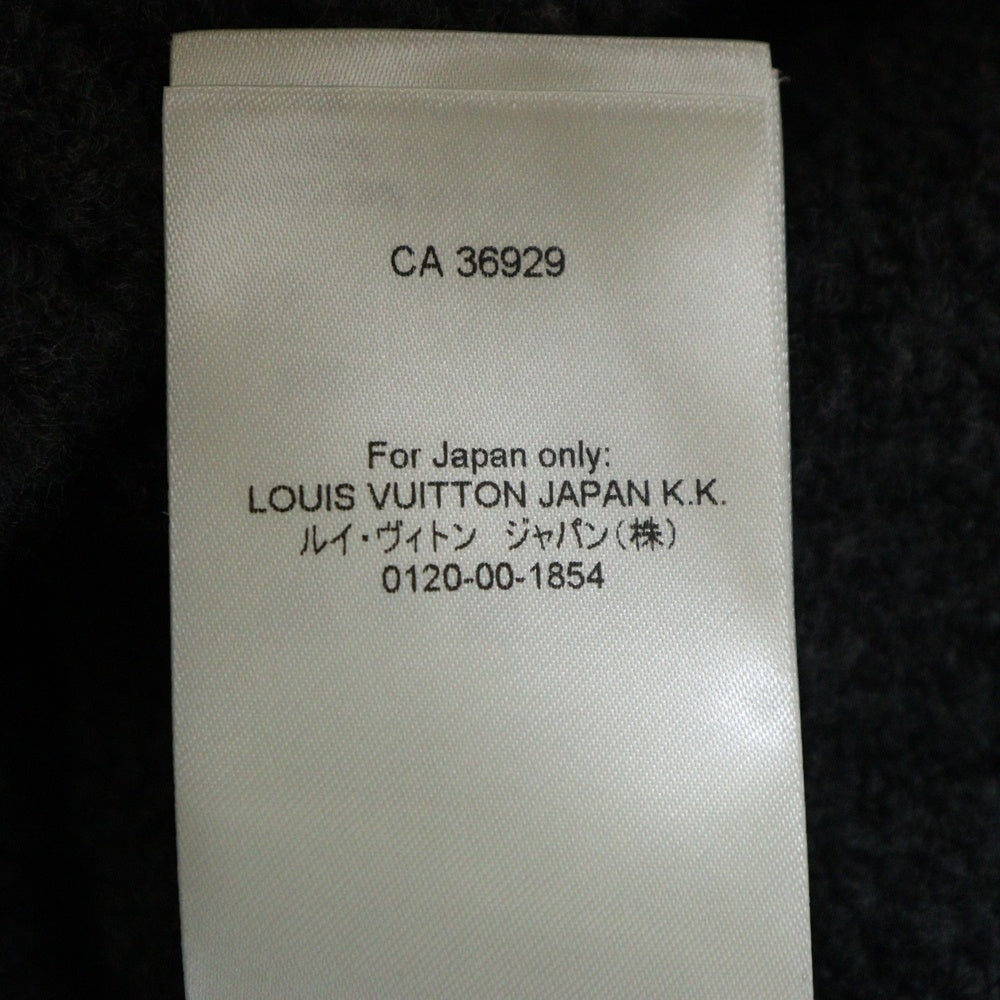 CA 36929
For Japan only:
LOUIS VUITTON JAPAN K.K.
ルイ・ヴィトン　ジャパン(株)
0120-00-1854